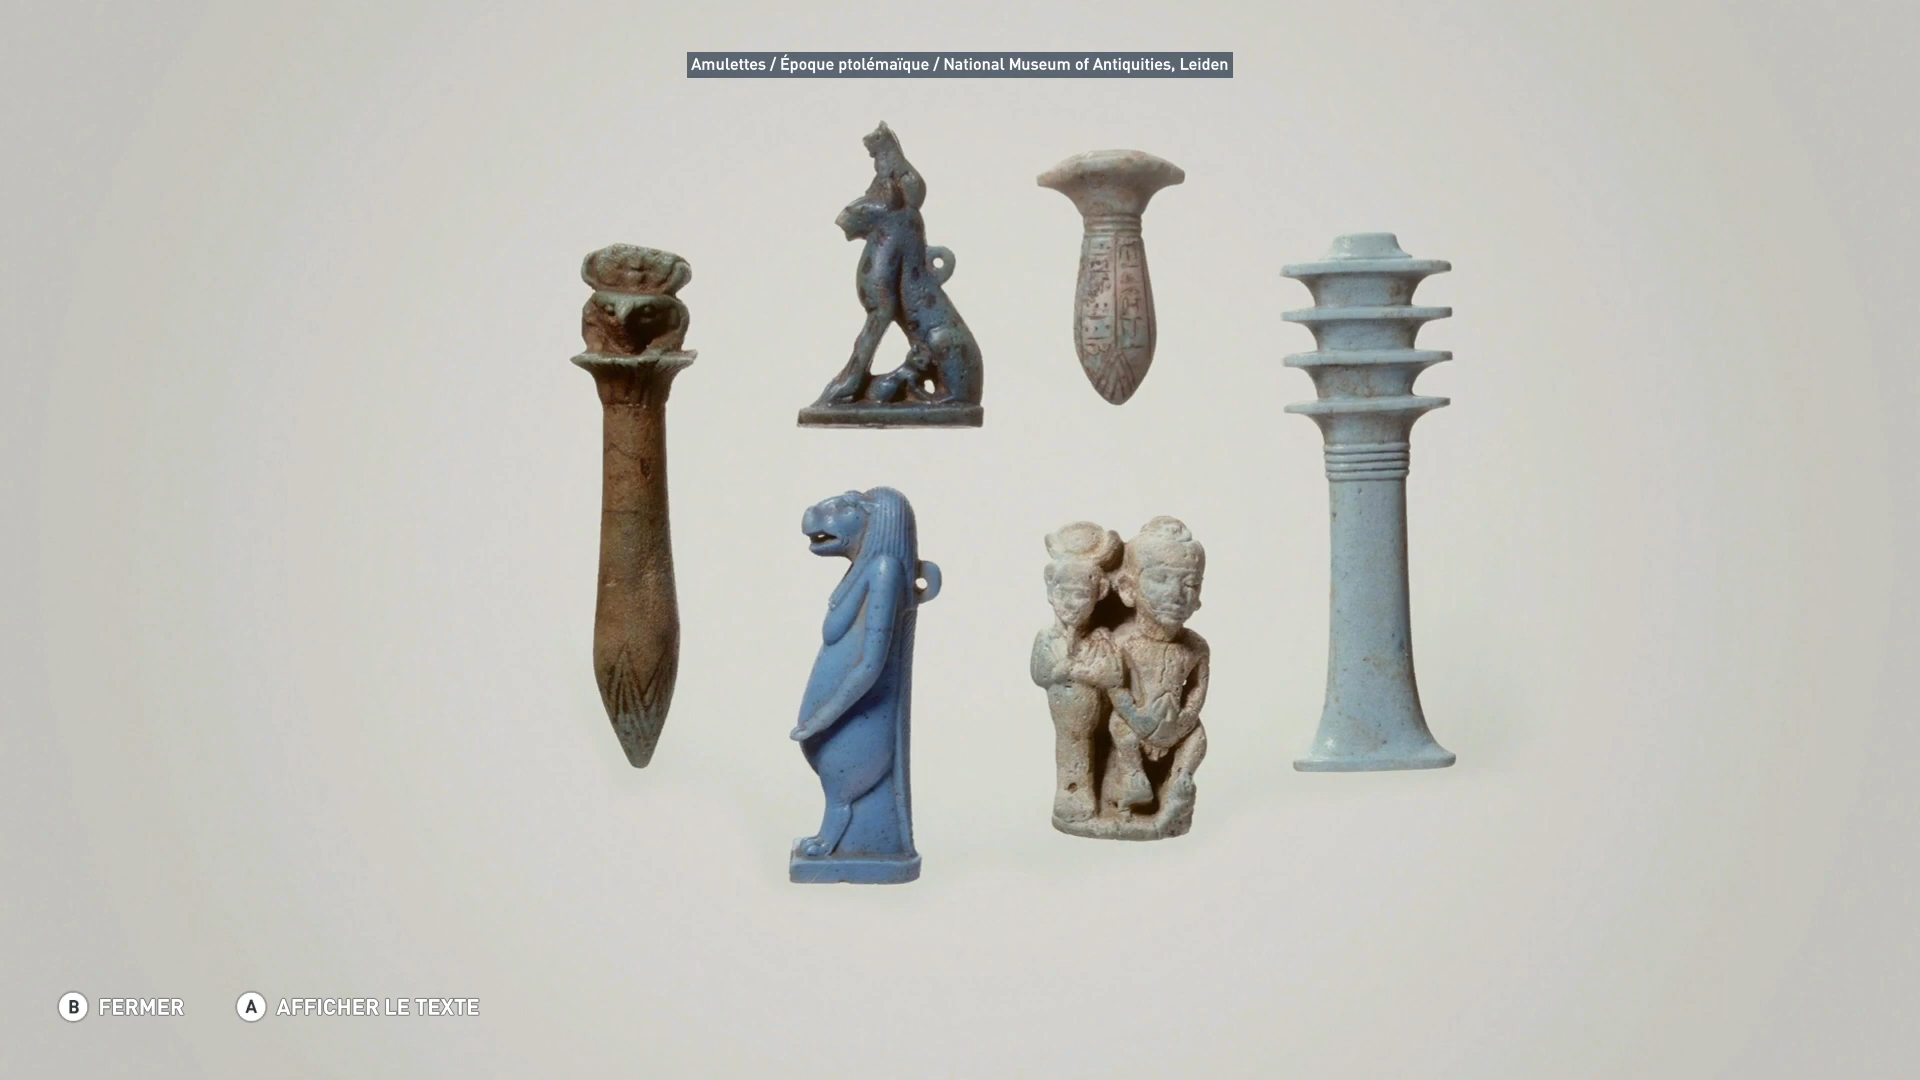 Amulettes / Époque ptolémaïque / National Museum of Antiquities, Leiden
B FERMER A AFFICHER LE TEXTE